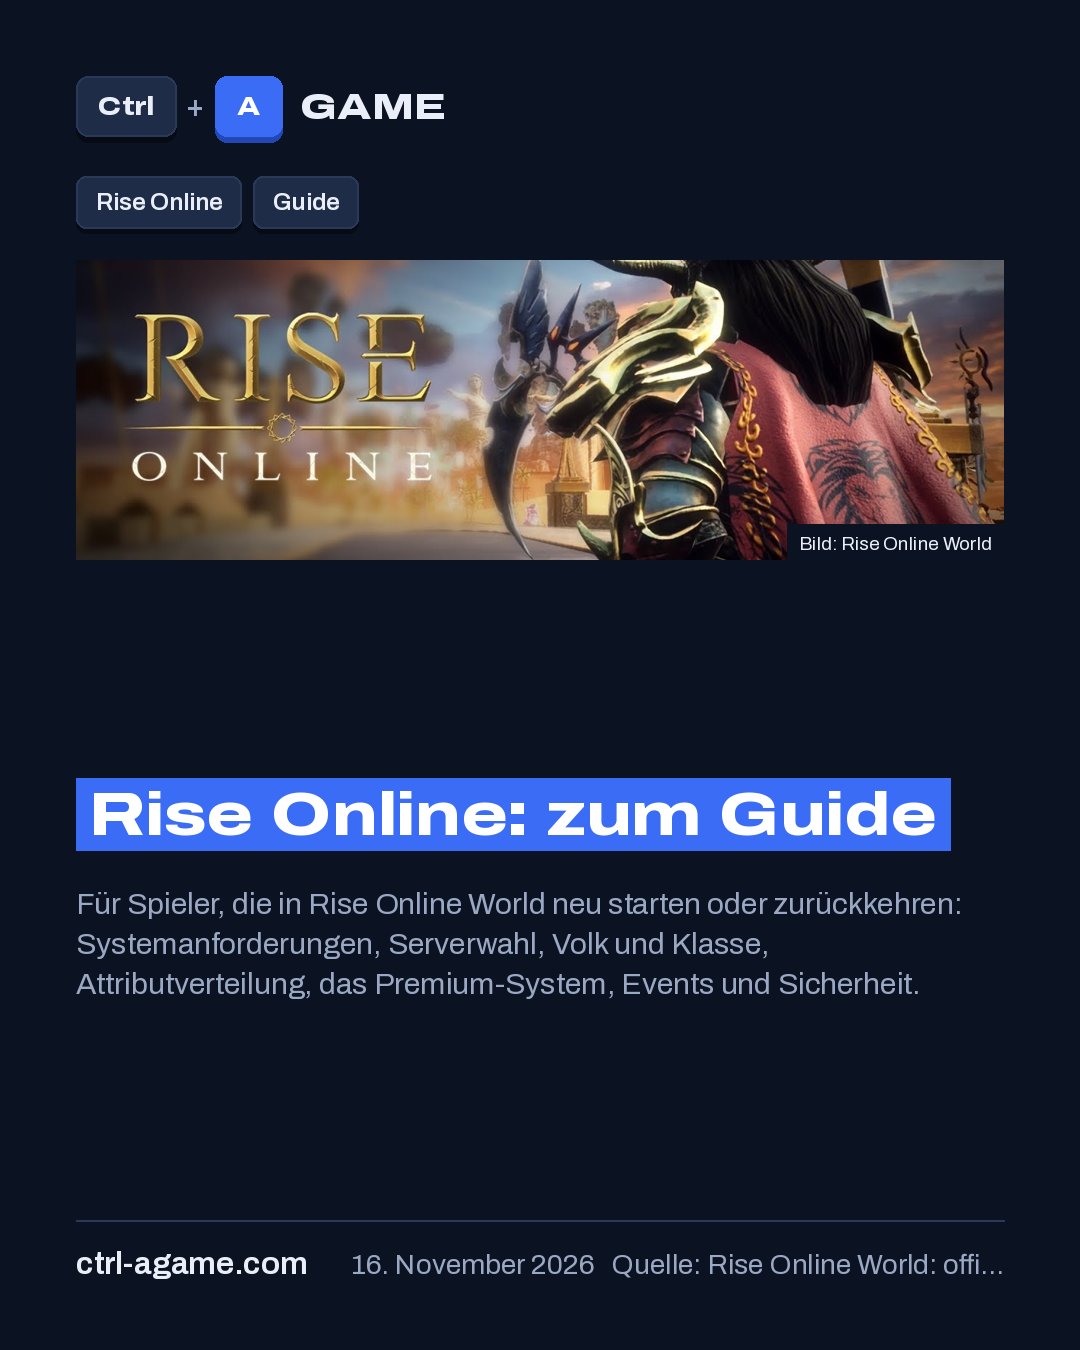 Ctrl + A GAME
Rise Online Guide
RISE
ONLINE
Bild: Rise Online World
Rise Online: zum Guide
Für Spieler, die in Rise Online World neu starten oder zurückkehren:
Systemanforderungen, Serverwahl, Volk und Klasse,
Attributverteilung, das Premium-System, Events und Sicherheit.
ctrl-agame.com 16. November 2026 Quelle: Rise Online World: offi...